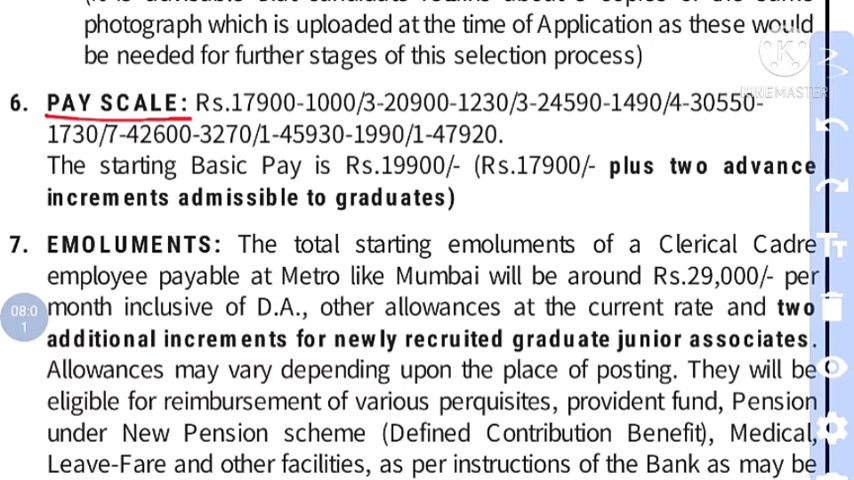 photograph which is uploaded at the time of Application as these would
be needed for further stages of this selection process)
6. PAY SCALE: Rs.17900-1000/3-20900-1230/3-24590-1490/4-30550-
1730/7-42600-3270/1-45930-1990/1-47920.
The starting Basic Pay is Rs.19900/- (Rs.17900/- plus two advance
increments admissible to graduates)
7. EMOLUMENTS: The total starting emoluments of a Clerical Cadre
employee payable at Metro like Mumbai will be around Rs.29,000/- per
month inclusive of D.A., other allowances at the current rate and two
additional increments for newly recruited graduate junior associates.
Allowances may vary depending upon the place of posting. They will be
eligible for reimbursement of various perquisites, provident fund, Pension
under New Pension scheme (Defined Contribution Benefit), Medical,
Leave-Fare and other facilities, as per instructions of the Bank as may be
KINEMASTER
08:0
1
TT